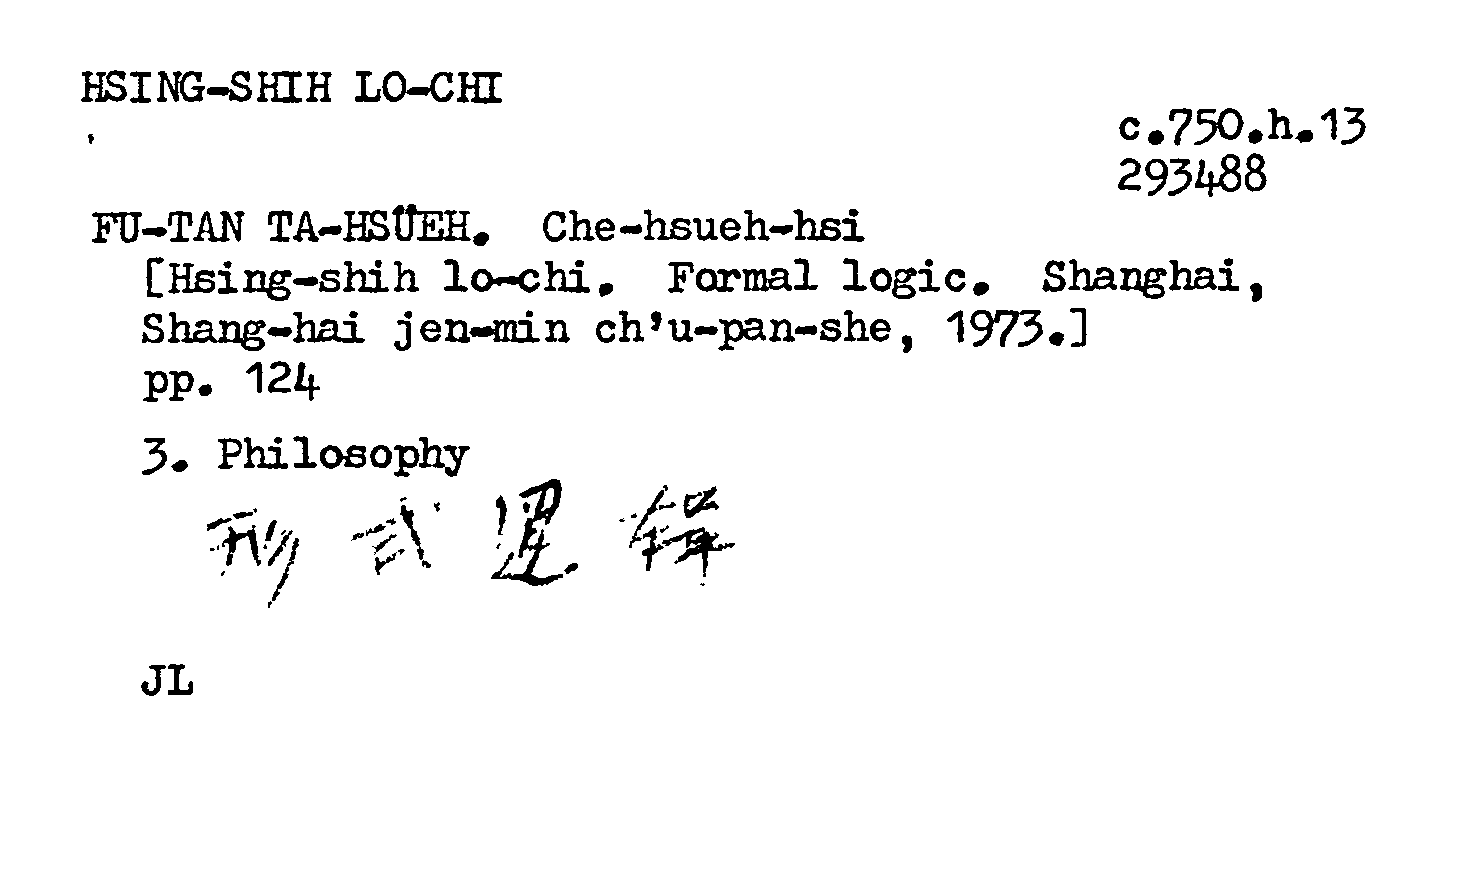 HSING-SHIH LO-CHI
c.750.h.13
293488
FU-TAN TA-HSÜEH. Che-hsueh-hsi
[Hsing-shih lo-chi. Formal logic. Shanghai,
Shang-hai jen-min ch'u-pan-she, 1973.]
pp. 124
3. Philosophy
形式逻辑
JL